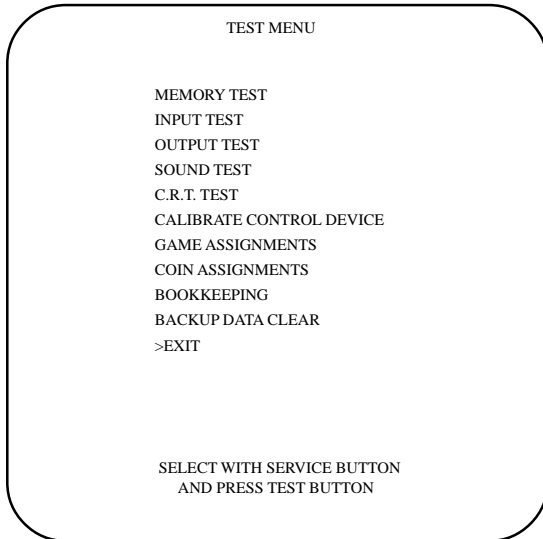 TEST MENU
MEMORY TEST
INPUT TEST
OUTPUT TEST
SOUND TEST
C.R.T. TEST
CALIBRATE CONTROL DEVICE
GAME ASSIGNMENTS
COIN ASSIGNMENTS
BOOKKEEPING
BACKUP DATA CLEAR
>EXIT
SELECT WITH SERVICE BUTTON
AND PRESS TEST BUTTON